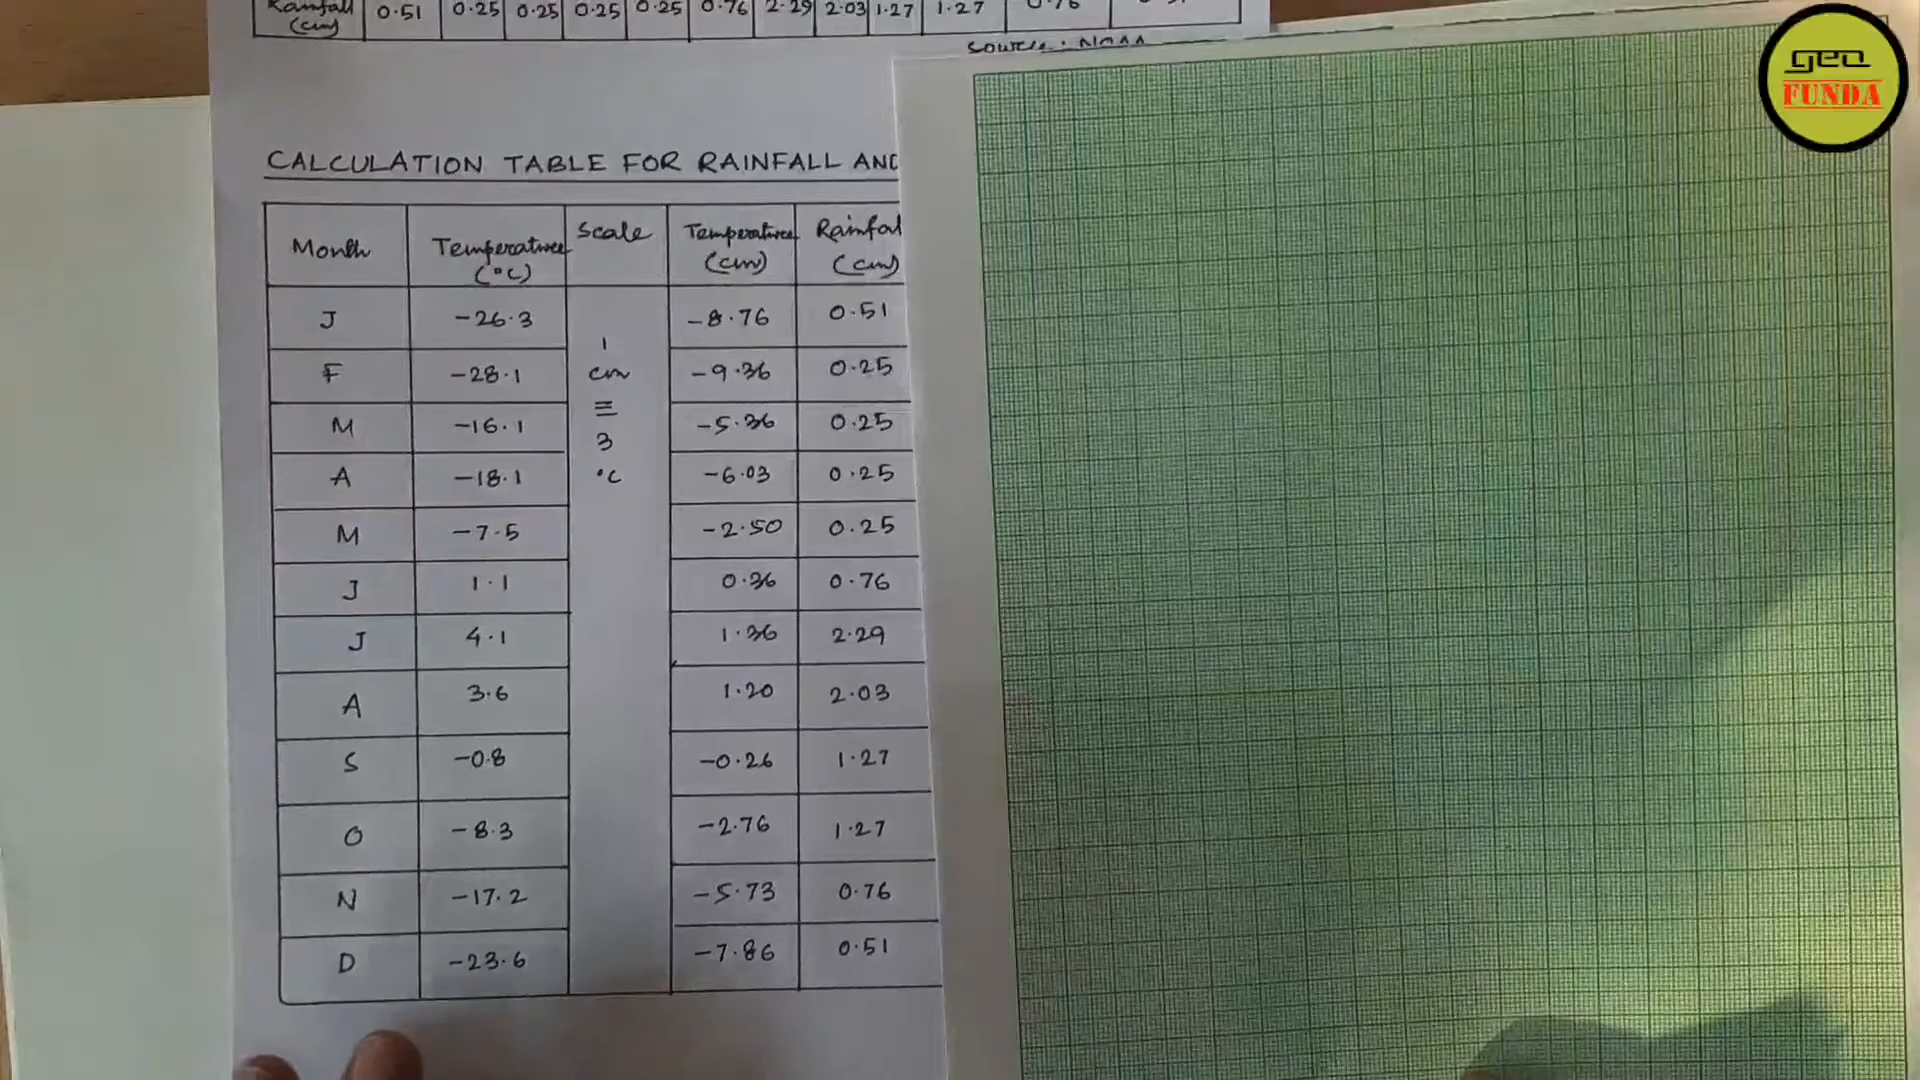 Rainfall (cm) 0.51 0.25 0.25 0.25 0.25 0.76 2.29 2.03 1.27 1.27 0.76
Source: NOAA
geo
FUNDA
CALCULATION TABLE FOR RAINFALL AND
Month Temperature (°C) Scale Temperature (cm) Rainfal (cm)
J -26.3 1 cm ≡ 3 °C -8.76 0.51
F -28.1 -9.36 0.25
M -16.1 -5.36 0.25
A -18.1 -6.03 0.25
M -7.5 -2.50 0.25
J 1.1 0.36 0.76
J 4.1 1.36 2.29
A 3.6 1.20 2.03
S -0.8 -0.26 1.27
O -8.3 -2.76 1.27
N -17.2 -5.73 0.76
D -23.6 -7.86 0.51